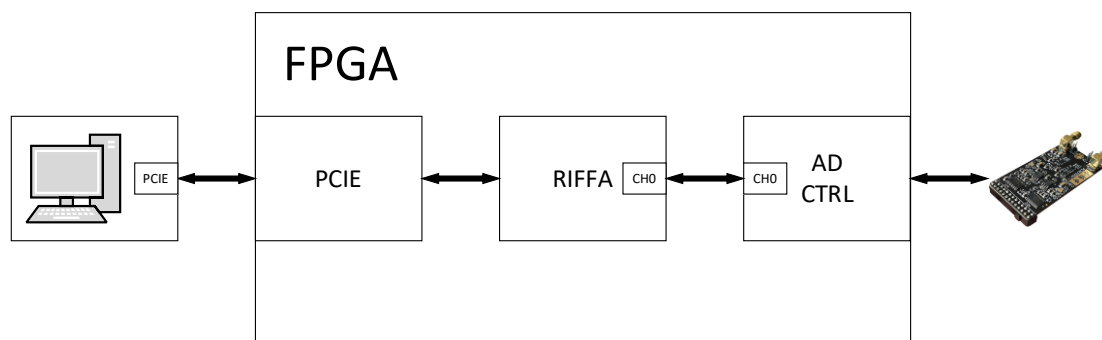 FPGA
PCIE
PCIE
RIFFA
CH0
CH0
AD
CTRL